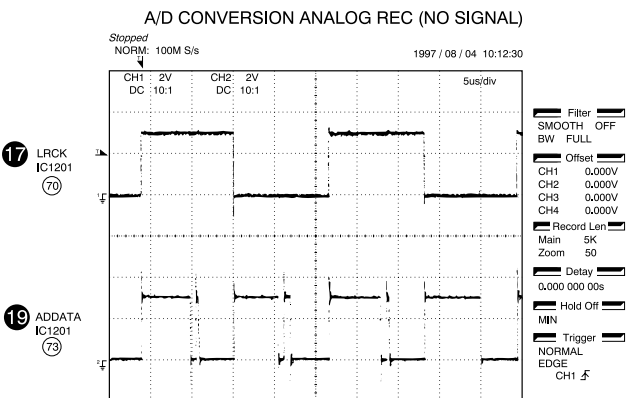 A/D CONVERSION ANALOG REC (NO SIGNAL)
Stopped
NORM: 100M S/s
1997 / 08 / 04 10:12:30
CH1 2V CH2 2V 5us/div
DC 10:1 DC 10:1
17 LRCK
IC1201
70
19 ADDATA
IC1201
73
Filter
SMOOTH OFF
BW FULL
Offset
CH1 0.000V
CH2 0.000V
CH3 0.000V
CH4 0.000V
Record Len
Main 5K
Zoom 50
Delay
0.000 000 00s
Hold Off
MIN
Trigger
NORMAL
EDGE
CH1